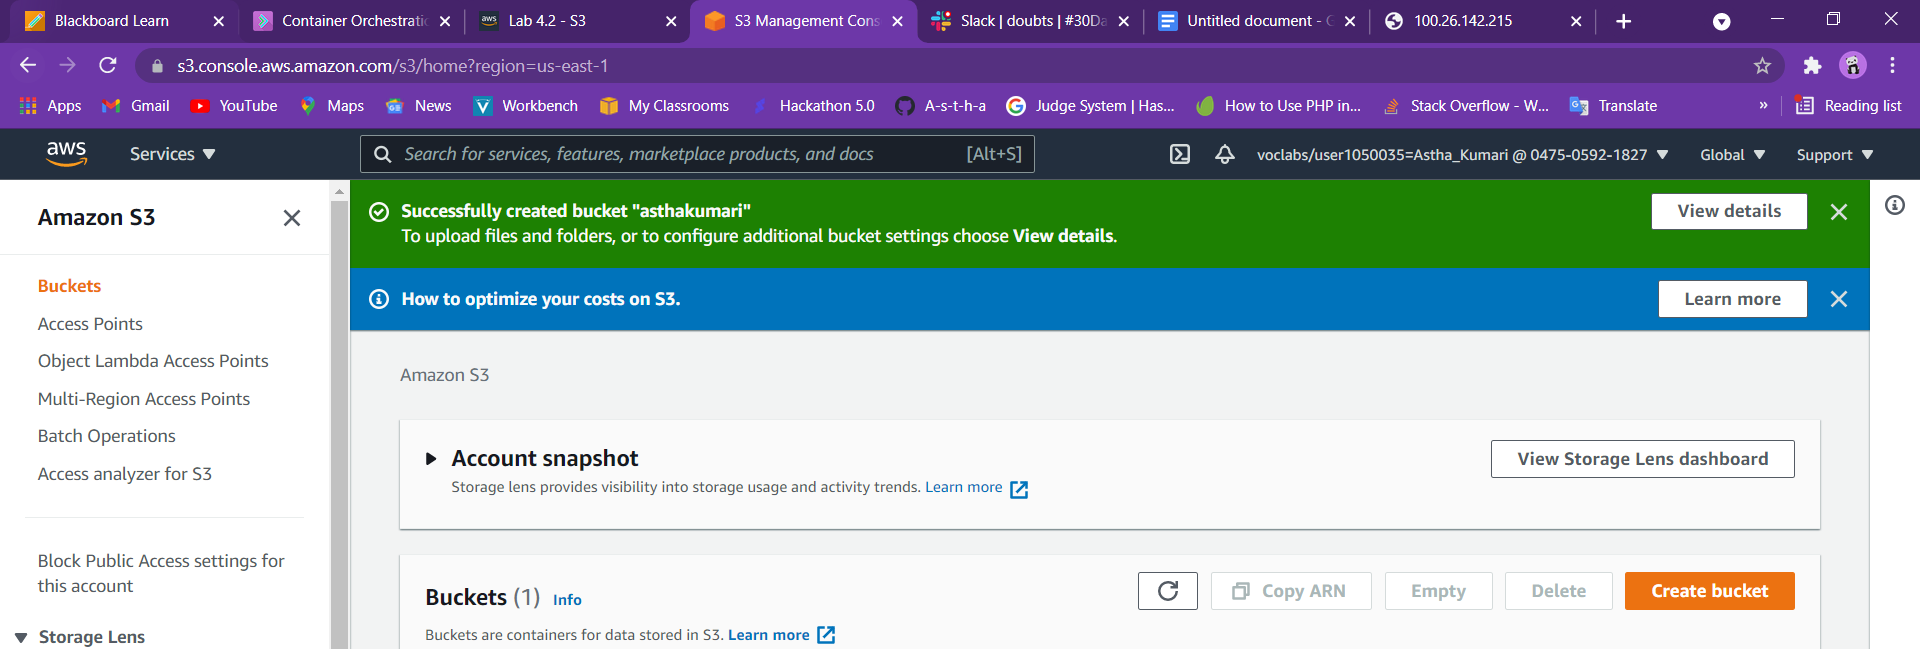 Blackboard Learn
Container Orchestratic
Lab 4.2 - S3
S3 Management Cons
Slack | doubts | #30Da
Untitled document - G
100.26.142.215
s3.console.aws.amazon.com/s3/home?region=us-east-1
Apps
Gmail
YouTube
Maps
News
Workbench
My Classrooms
Hackathon 5.0
A-s-t-h-a
Judge System | Has...
How to Use PHP in...
Stack Overflow - W...
Translate
»
Reading list
aws
Services
Search for services, features, marketplace products, and docs
[Alt+S]
voclabs/user1050035=Astha_Kumari @ 0475-0592-1827
Global
Support
Amazon S3
Buckets
Access Points
Object Lambda Access Points
Multi-Region Access Points
Batch Operations
Access analyzer for S3
Block Public Access settings for
this account
Storage Lens
Successfully created bucket "asthakumari"
To upload files and folders, or to configure additional bucket settings choose View details.
View details
How to optimize your costs on S3.
Learn more
Amazon S3
Account snapshot
Storage lens provides visibility into storage usage and activity trends. Learn more
View Storage Lens dashboard
Buckets (1) Info
Buckets are containers for data stored in S3. Learn more
Copy ARN
Empty
Delete
Create bucket